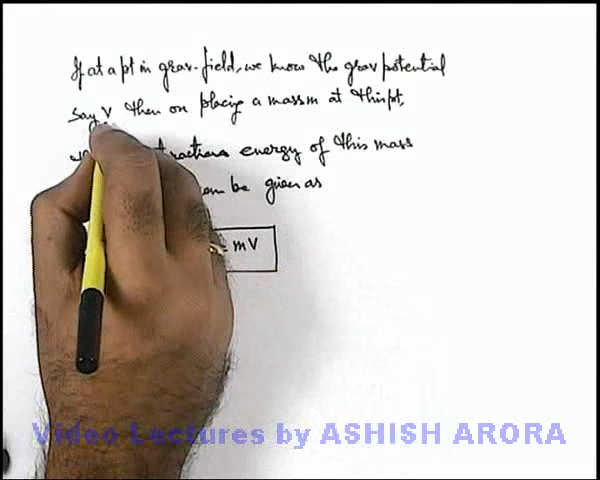 If at a pt in grav. field, we know the grav potential
say V then on placing a mass m at this pt,
energy of this mass
can be given as
= mV
Video Lectures by ASHISH ARORA